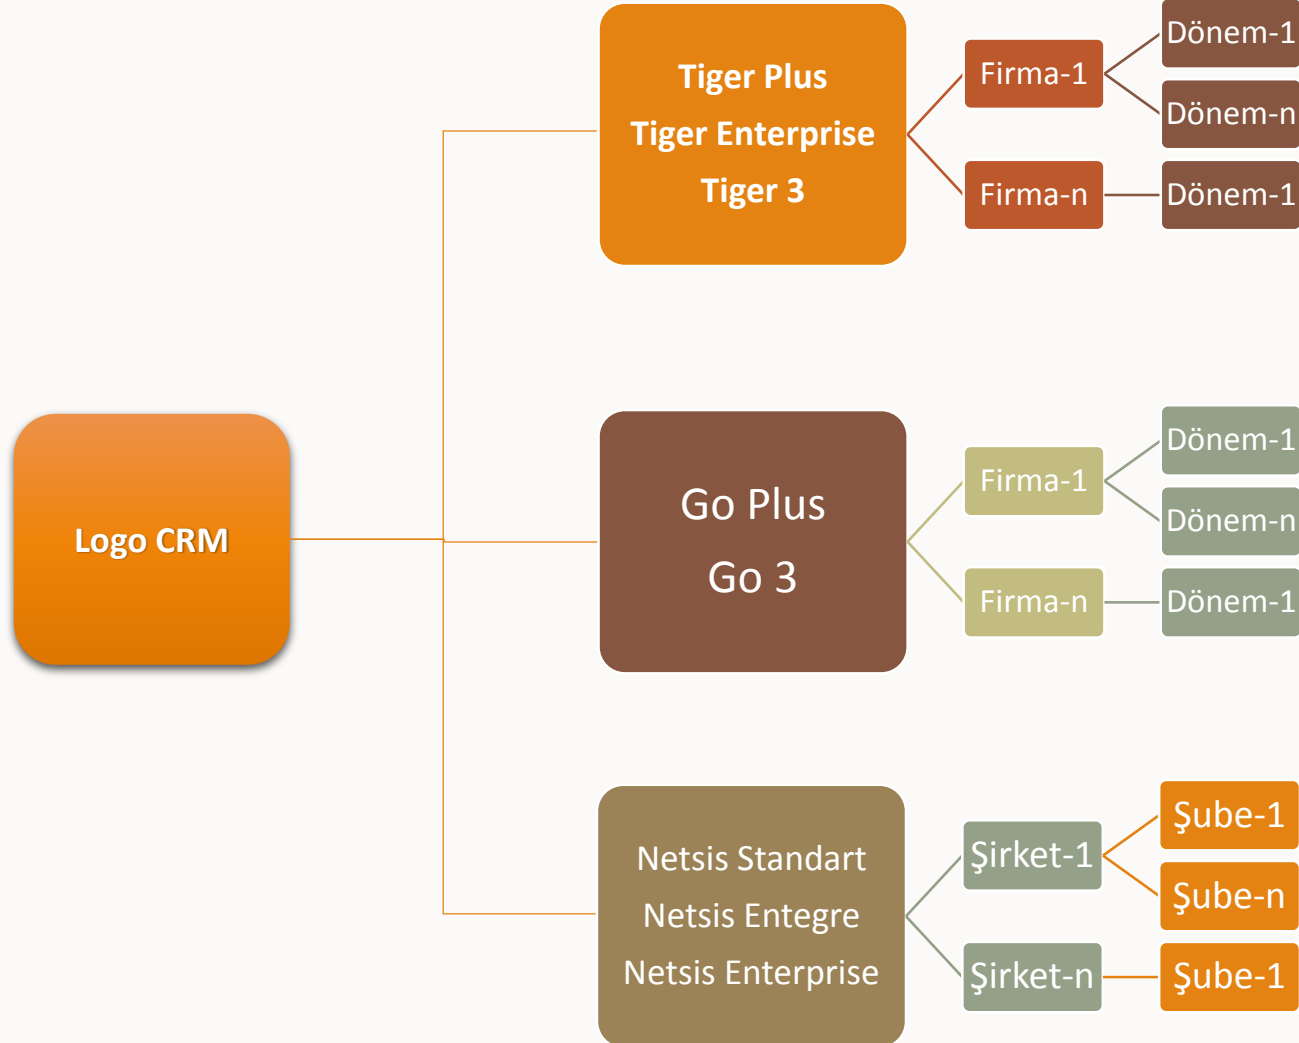 Logo CRM
Tiger Plus
Tiger Enterprise
Tiger 3
Firma-1
Dönem-1
Dönem-n
Firma-n
Dönem-1
Go Plus
Go 3
Firma-1
Dönem-1
Dönem-n
Firma-n
Dönem-1
Netsis Standart
Netsis Entegre
Netsis Enterprise
Şirket-1
Şube-1
Şube-n
Şirket-n
Şube-1